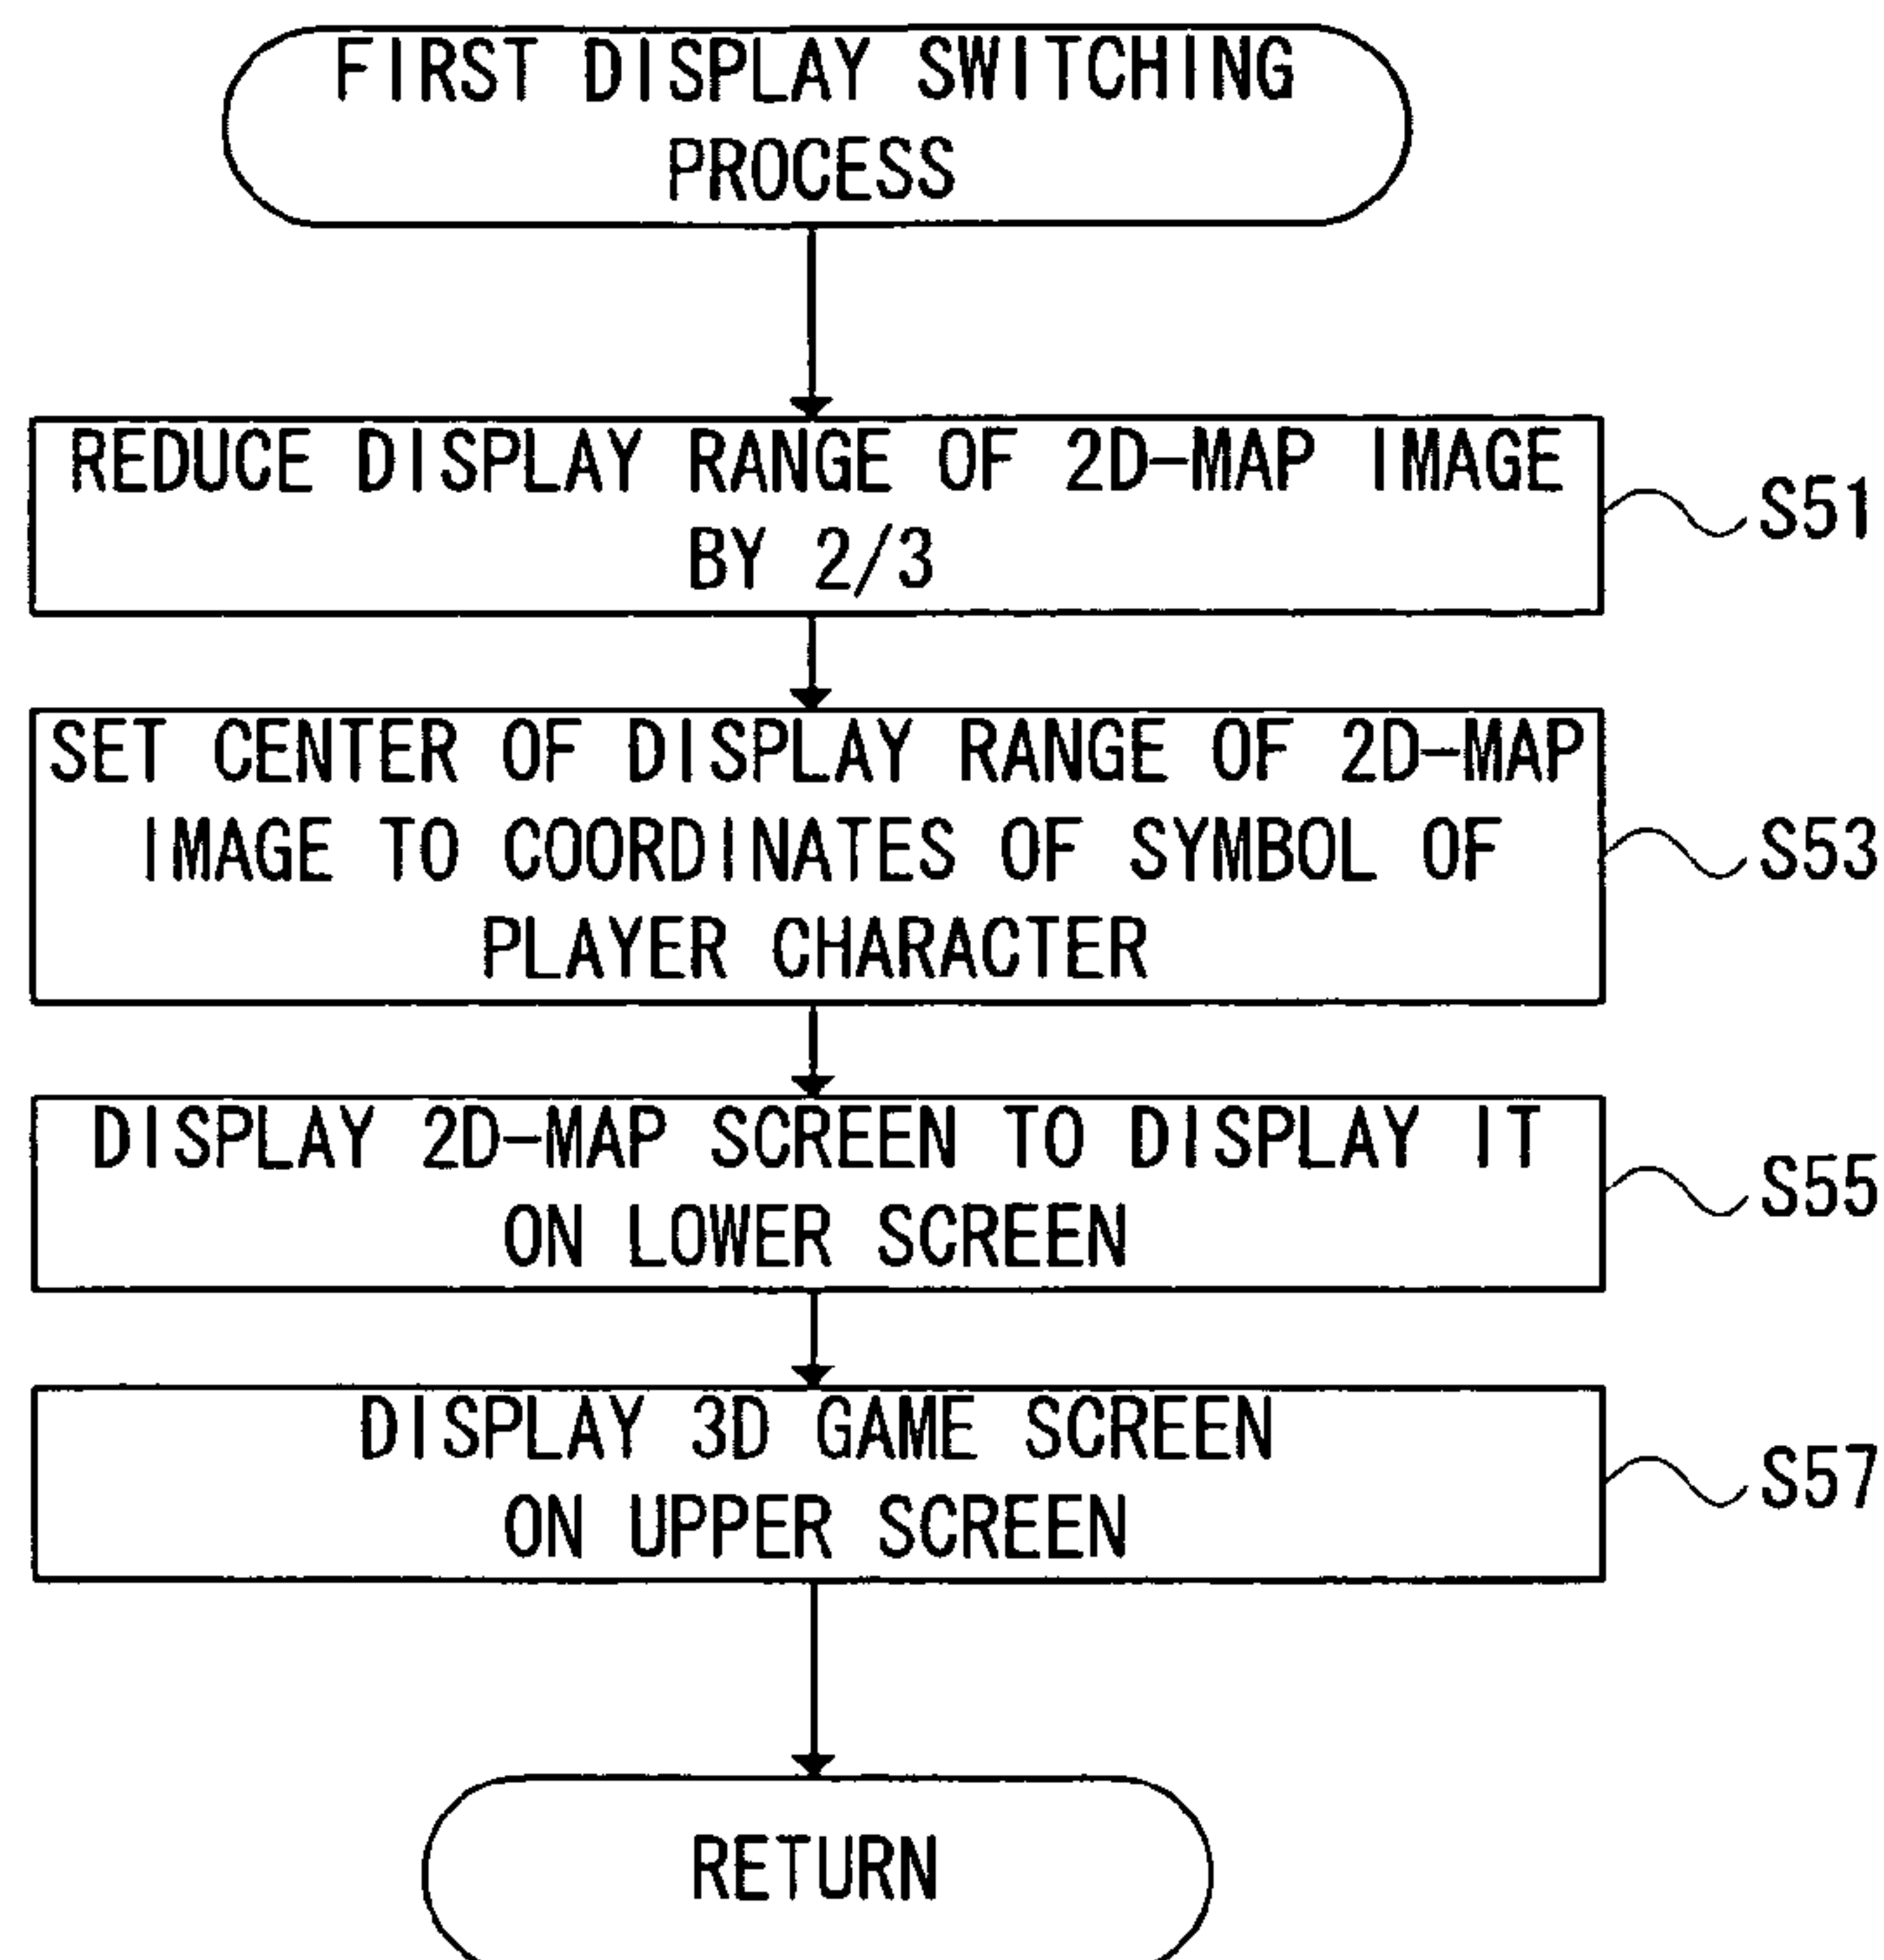 FIRST DISPLAY SWITCHING
PROCESS
REDUCE DISPLAY RANGE OF 2D-MAP IMAGE
BY 2/3
S51
SET CENTER OF DISPLAY RANGE OF 2D-MAP
IMAGE TO COORDINATES OF SYMBOL OF
PLAYER CHARACTER
S53
DISPLAY 2D-MAP SCREEN TO DISPLAY IT
ON LOWER SCREEN
S55
DISPLAY 3D GAME SCREEN
ON UPPER SCREEN
S57
RETURN